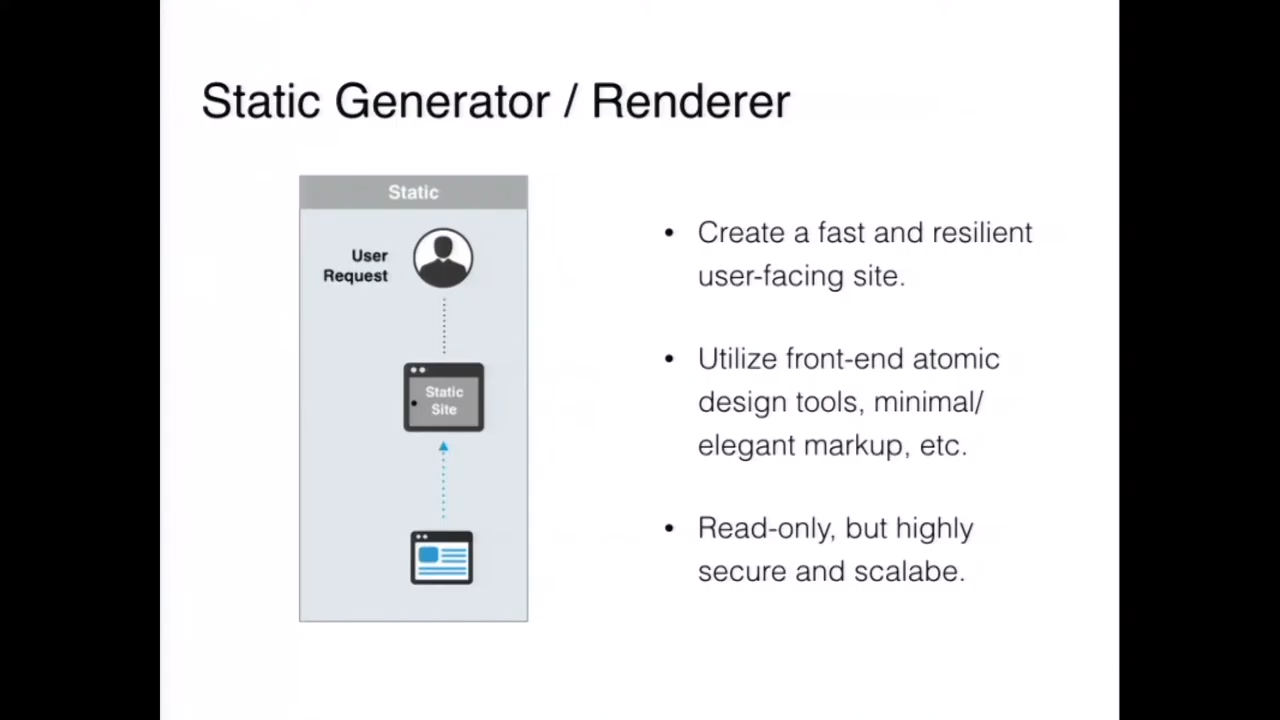 Static Generator / Renderer
Static
User
Request
Static
Site
• Create a fast and resilient
user-facing site.
• Utilize front-end atomic
design tools, minimal/
elegant markup, etc.
• Read-only, but highly
secure and scalabe.